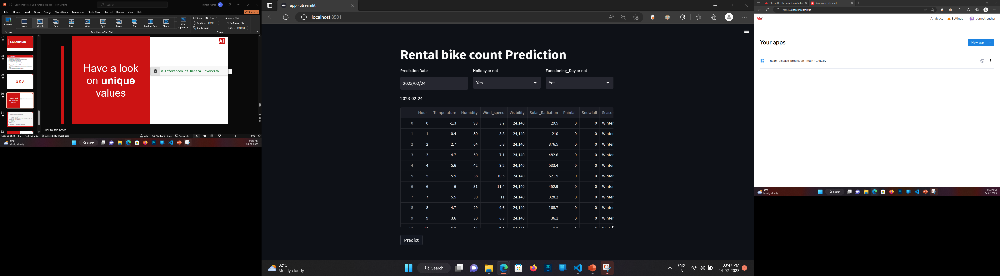 CapstoneProject Bike rental ppt.pptx - PowerPoint
Search
Puneet suthar
PS
File Home Insert Draw Design Transitions Animations Slide Show Record Review View Help
Share
Preview
None Morph Fade Push Wipe Split Reveal Cut Random Bars Shape
Effect Options
Sound: [No Sound]
Duration: 00.50
Apply To All
Advance Slide
On Mouse Click
After: 00:00.00
Preview
Transition to This Slide
Timing
27
Conclusion
28
29
Q & A
30
Have a look on unique values
31
32
AI
Have a look
on unique
values
# Inferences of General overview
Click to add notes
Slide 30 of 33 English (India) Accessibility: Investigate
Notes Display Settings Comments 85%
32°C
Mostly cloudy
Search
03:47 PM
24-02-2023
app · Streamlit
localhost:8501
Rental bike count Prediction
Prediction Date Holiday or not Functioning_Day or not
2023/02/24 Yes Yes
2023-02-24
Hour Temperature Humidity Wind_speed Visibility Solar_Radiation Rainfall Snowfall Season
0 0 -1.3 93 3.7 24,140 29.5 0 0 Winter
1 1 0.4 80 3.3 24,140 210 0 0 Winter
2 2 2.7 64 5.8 24,140 376.5 0 0 Winter
3 3 4.7 50 7.1 24,140 482.6 0 0 Winter
4 4 5.6 42 9.2 24,140 533.4 0 0 Winter
5 5 5.9 38 10.5 24,140 521.5 0 0 Winter
6 6 6 31 11.4 24,140 452.9 0 0 Winter
7 7 5.5 30 11 24,140 328.2 0 0 Winter
8 8 4.7 29 9.6 24,140 168.7 0 0 Winter
9 9 3.6 30 8.3 24,140 36.1 0 0 Winter
Predict
32°C
Mostly cloudy
Search
ENG
IN
03:47 PM
24-02-2023
5
Streamlit • The fastest way to bu
Your apps · Streamlit
https://share.streamlit.io
Analytics Settings puneet-suthar
Your apps
New app
heart-disease-prediction · main · CHD.py
32°C
Mostly cloudy
Search
03:47 PM
24-02-2023